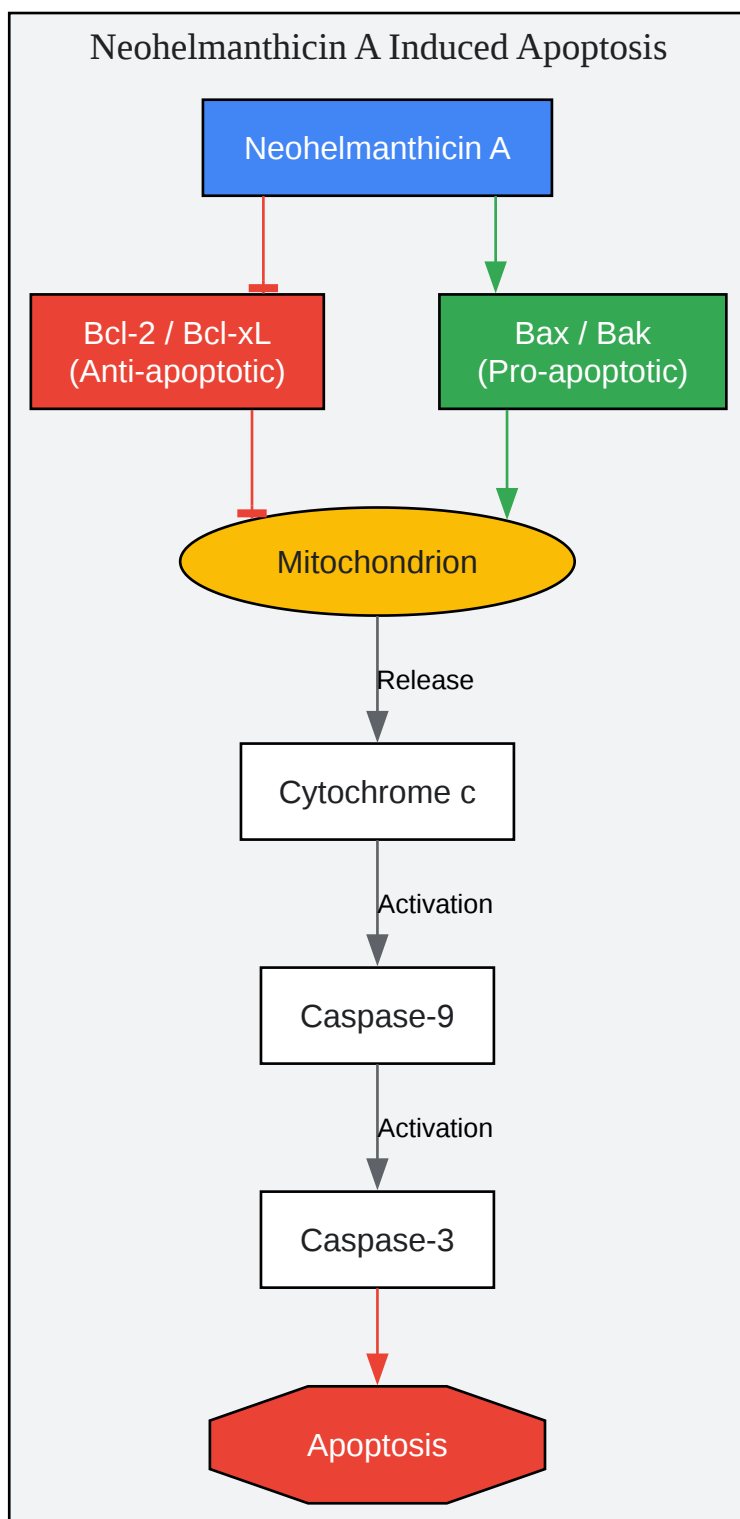 Neohelmanthicin A Induced Apoptosis
Neohelmanthicin A
Bcl-2 / Bcl-xL
(Anti-apoptotic)
Bax / Bak
(Pro-apoptotic)
Mitochondrion
Release
Cytochrome c
Activation
Caspase-9
Activation
Caspase-3
Apoptosis